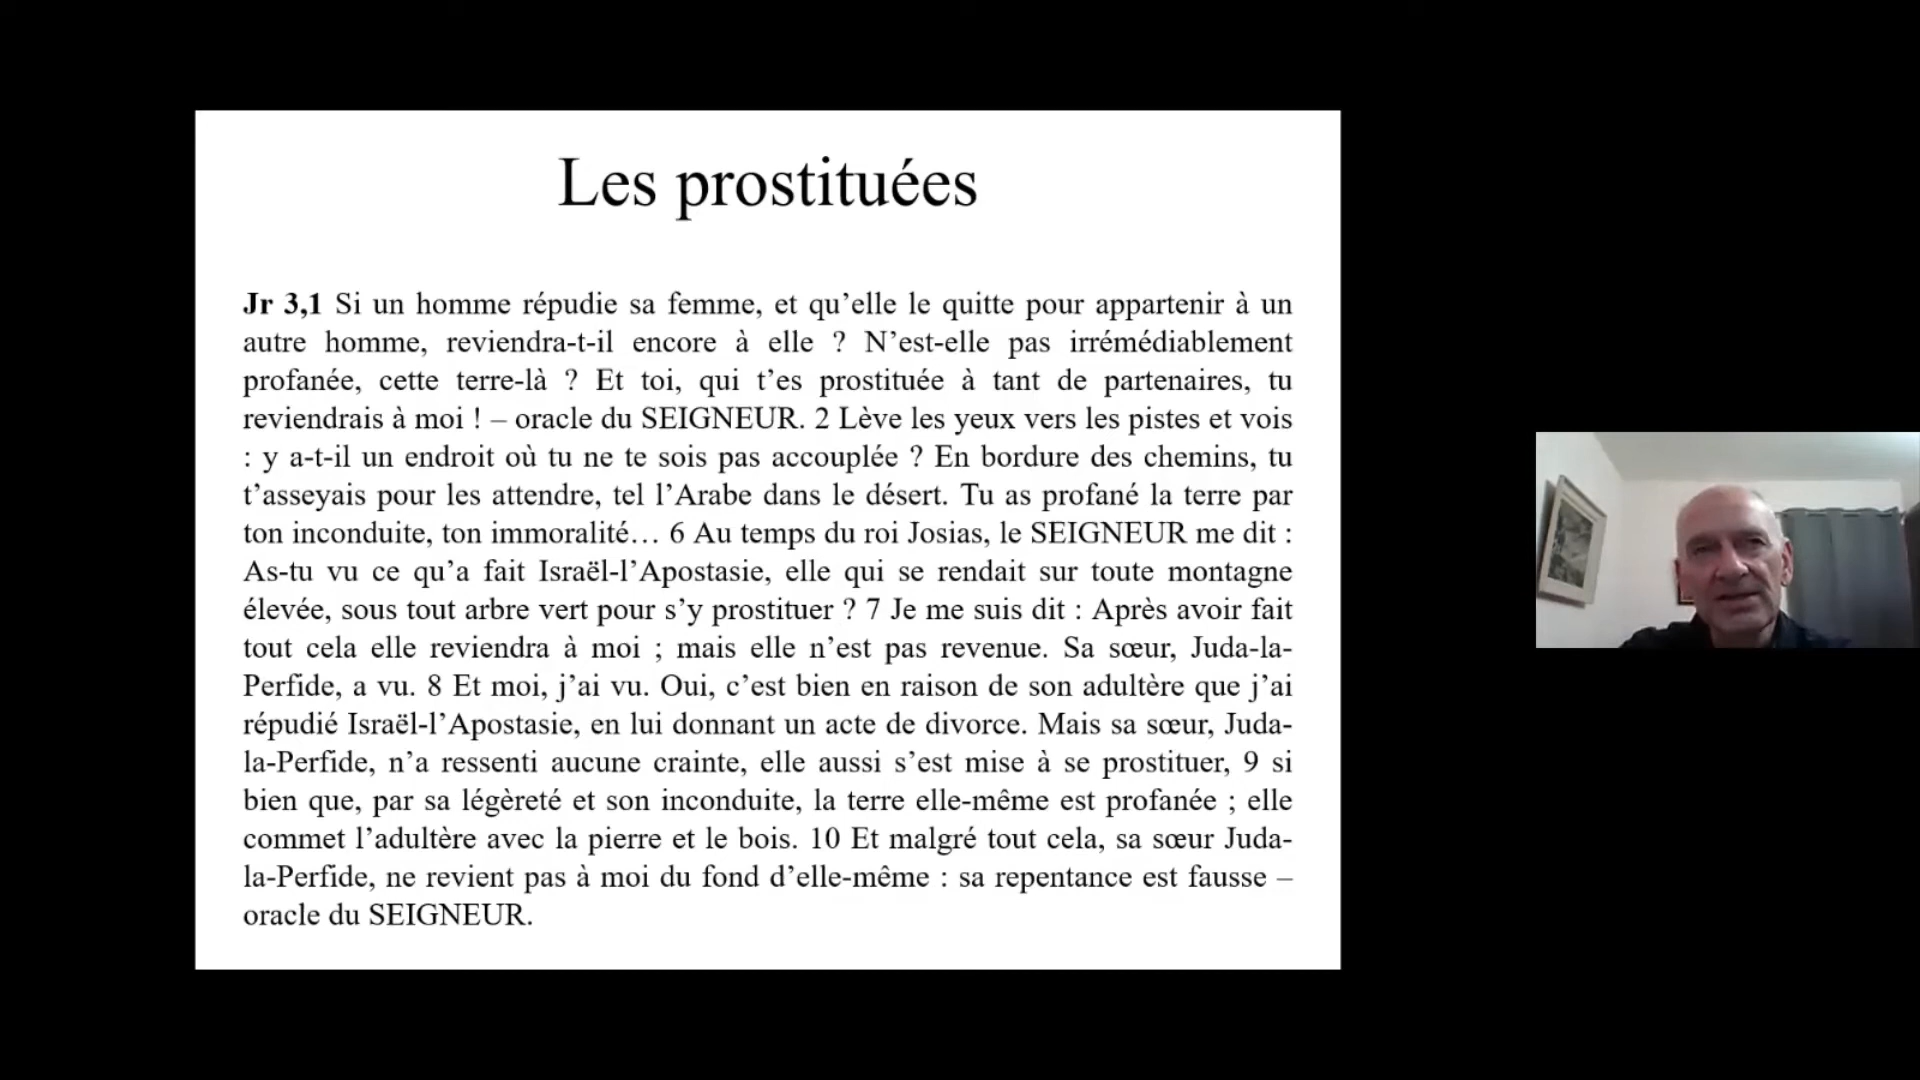 Les prostituées
Jr 3,1 Si un homme répudie sa femme, et qu’elle le quitte pour appartenir à un
autre homme, reviendra-t-il encore à elle ? N’est-elle pas irrémédiablement
profanée, cette terre-là ? Et toi, qui t’es prostituée à tant de partenaires, tu
reviendrais à moi ! – oracle du SEIGNEUR. 2 Lève les yeux vers les pistes et vois
: y a-t-il un endroit où tu ne te sois pas accouplée ? En bordure des chemins, tu
t’asseyais pour les attendre, tel l’Arabe dans le désert. Tu as profané la terre par
ton inconduite, ton immoralité… 6 Au temps du roi Josias, le SEIGNEUR me dit :
As-tu vu ce qu’a fait Israël-l’Apostasie, elle qui se rendait sur toute montagne
élevée, sous tout arbre vert pour s’y prostituer ? 7 Je me suis dit : Après avoir fait
tout cela elle reviendra à moi ; mais elle n’est pas revenue. Sa sœur, Juda-la-
Perfide, a vu. 8 Et moi, j’ai vu. Oui, c’est bien en raison de son adultère que j’ai
répudié Israël-l’Apostasie, en lui donnant un acte de divorce. Mais sa sœur, Juda-
la-Perfide, n’a ressenti aucune crainte, elle aussi s’est mise à se prostituer, 9 si
bien que, par sa légèreté et son inconduite, la terre elle-même est profanée ; elle
commet l’adultère avec la pierre et le bois. 10 Et malgré tout cela, sa sœur Juda-
la-Perfide, ne revient pas à moi du fond d’elle-même : sa repentance est fausse –
oracle du SEIGNEUR.